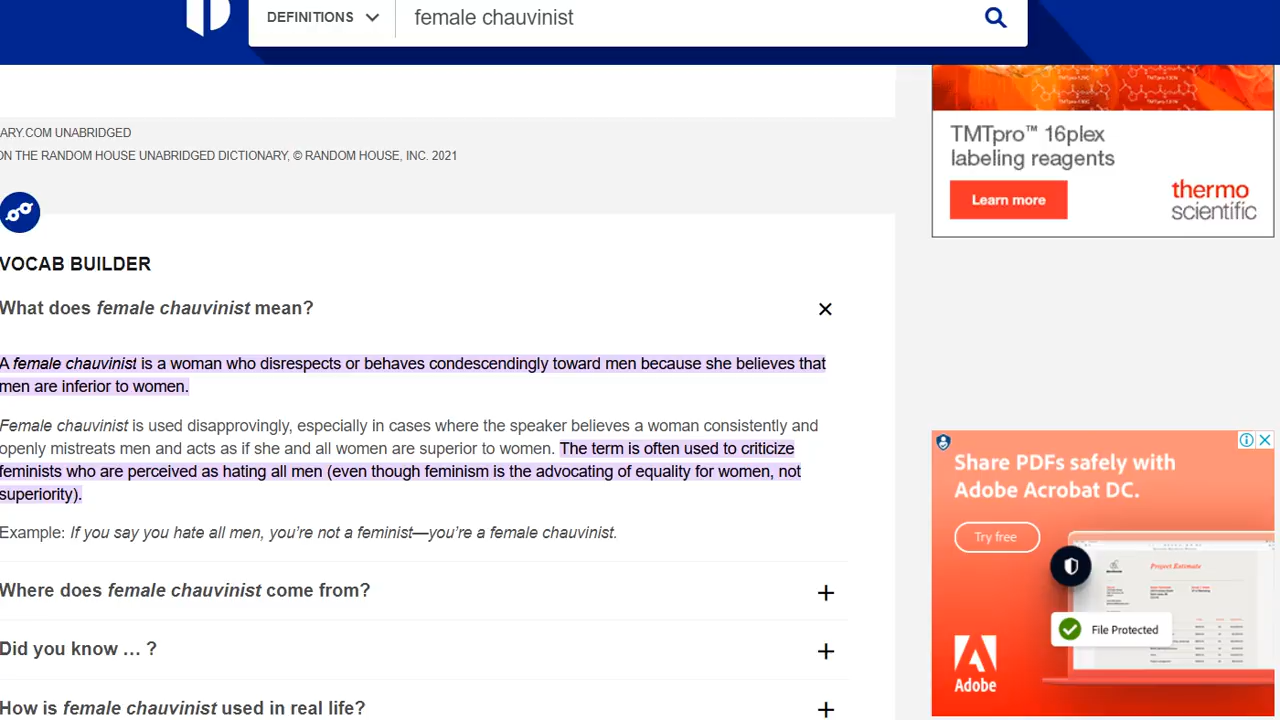 DEFINITIONS
female chauvinist
ARY.COM UNABRIDGED
ON THE RANDOM HOUSE UNABRIDGED DICTIONARY, © RANDOM HOUSE, INC. 2021
VOCAB BUILDER
What does female chauvinist mean?
A female chauvinist is a woman who disrespects or behaves condescendingly toward men because she believes that
men are inferior to women.
Female chauvinist is used disapprovingly, especially in cases where the speaker believes a woman consistently and
openly mistreats men and acts as if she and all women are superior to women. The term is often used to criticize
feminists who are perceived as hating all men (even though feminism is the advocating of equality for women, not
superiority).
Example: If you say you hate all men, you're not a feminist—you're a female chauvinist.
Where does female chauvinist come from?
Did you know … ?
How is female chauvinist used in real life?
TMTpro™ 16plex
labeling reagents
Learn more
thermo
scientific
Share PDFs safely with
Adobe Acrobat DC.
Try free
Project Estimate
File Protected
Adobe